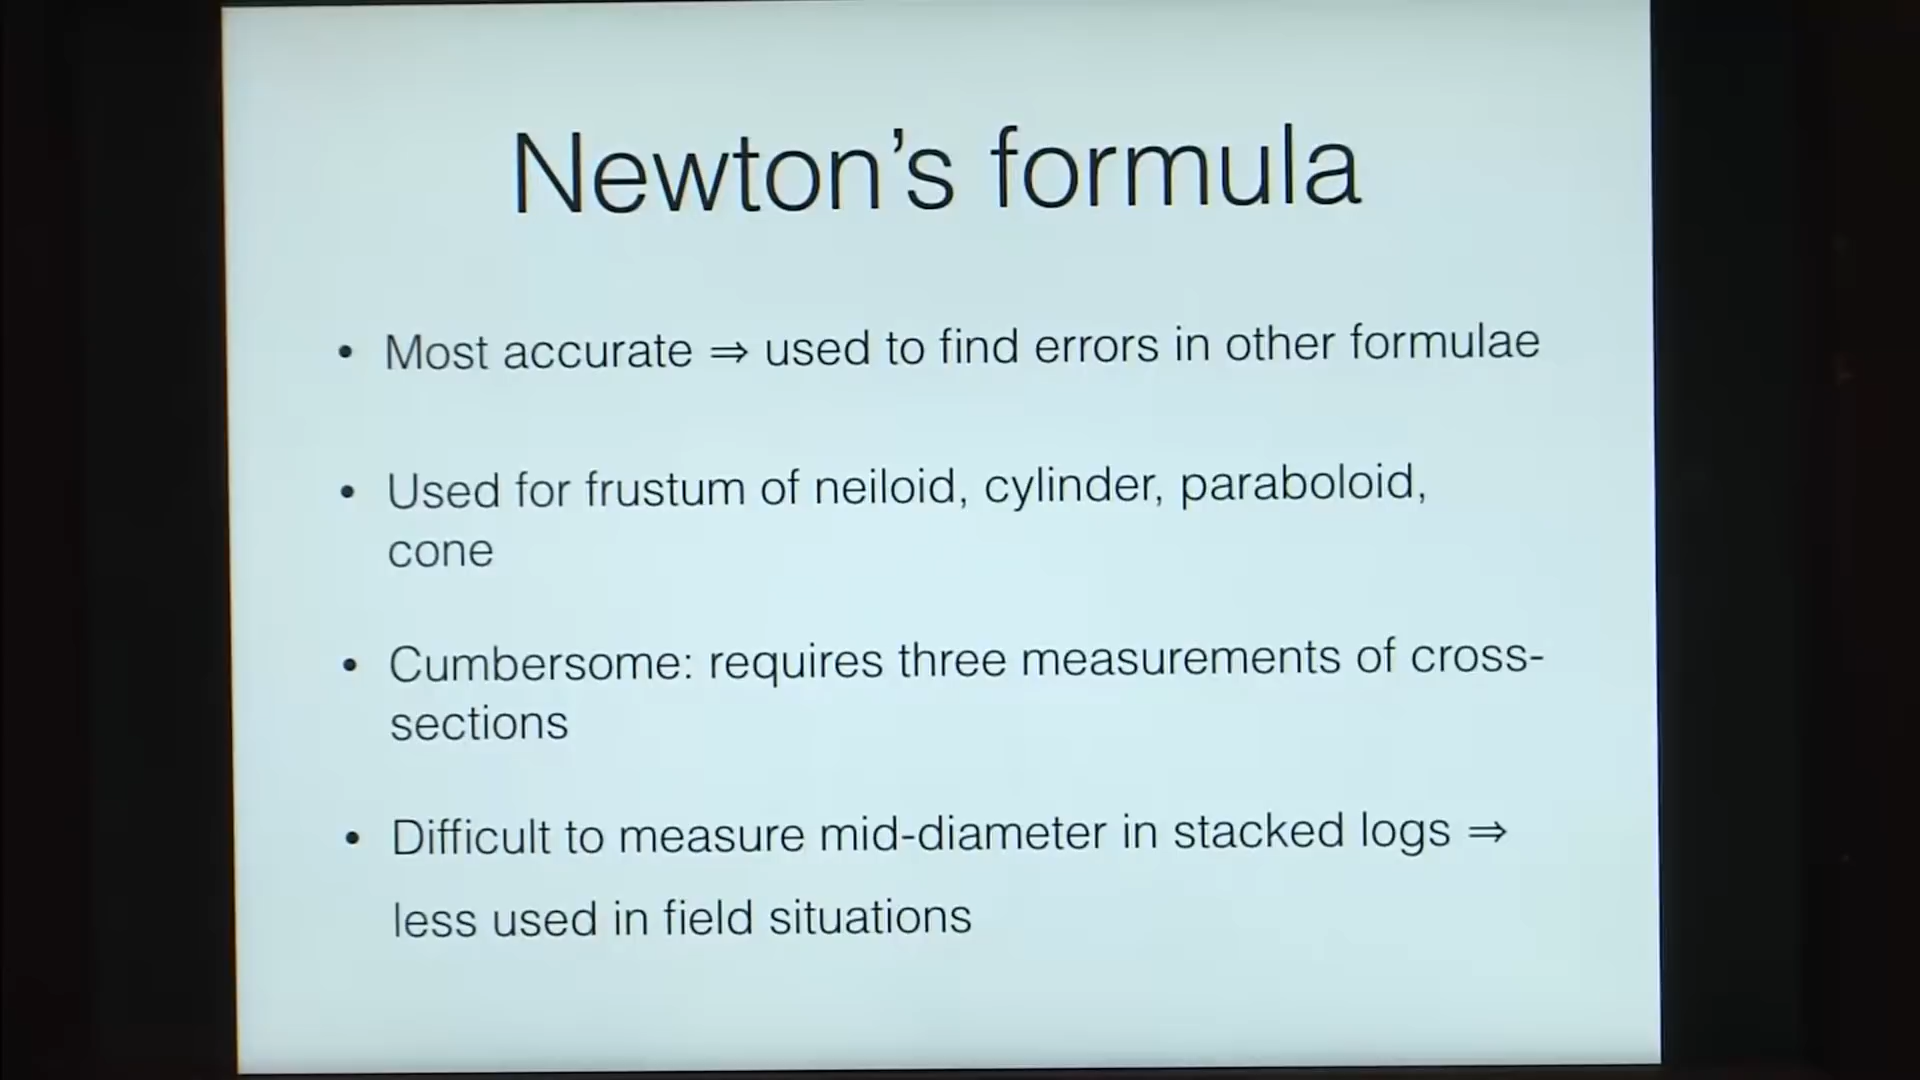 Newton's formula
• Most accurate ⇒ used to find errors in other formulae
• Used for frustum of neiloid, cylinder, paraboloid,
cone
• Cumbersome: requires three measurements of cross-
sections
• Difficult to measure mid-diameter in stacked logs ⇒
less used in field situations